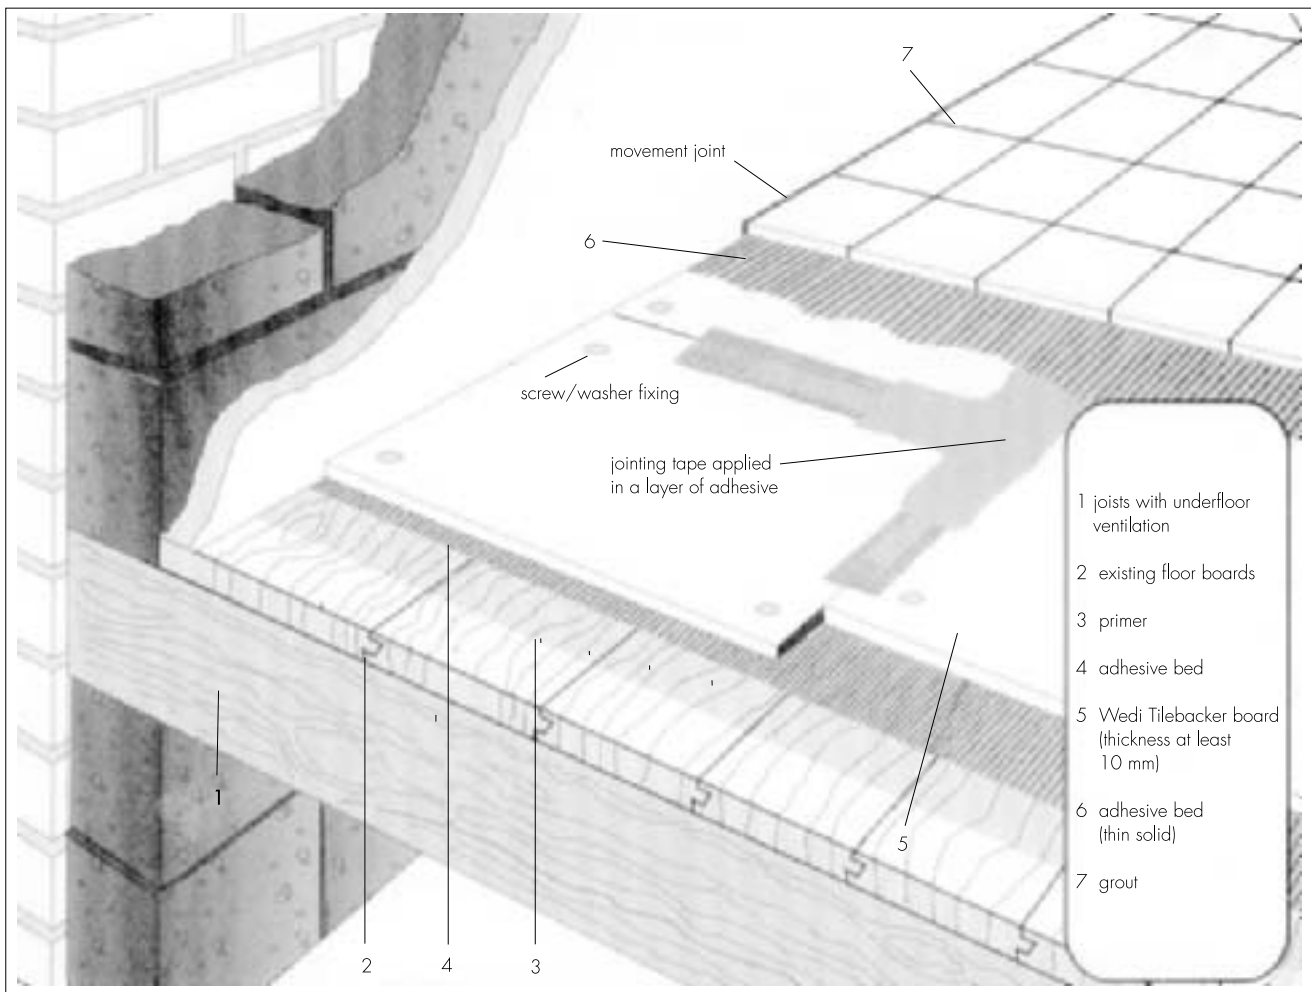 7
movement joint
6
screw/washer fixing
jointing tape applied
in a layer of adhesive
1 joists with underfloor
ventilation
2 existing floor boards
3 primer
4 adhesive bed
5 Wedi Tilebacker board
(thickness at least
10 mm)
6 adhesive bed
(thin solid)
7 grout
1
5
2
4
3